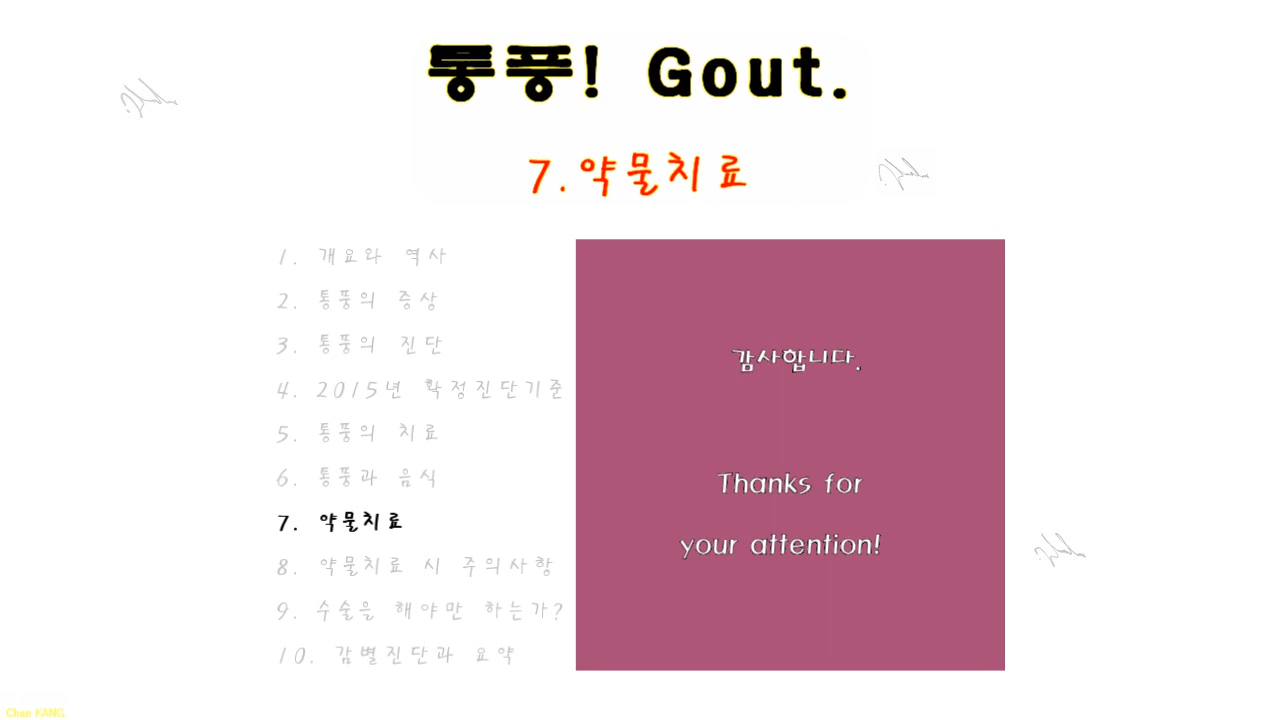 통풍! Gout.
7.약물치료
1. 개요와 역사
2. 통풍의 증상
3. 통풍의 진단
4. 2015년 확정진단기준
5. 통풍의 치료
6. 통풍과 음식
7. 약물치료
8. 약물치료 시 주의사항
9. 수술을 해야만 하는가?
10. 감별진단과 요약
감사합니다.
Thanks for
your attention!
Chan KANG.